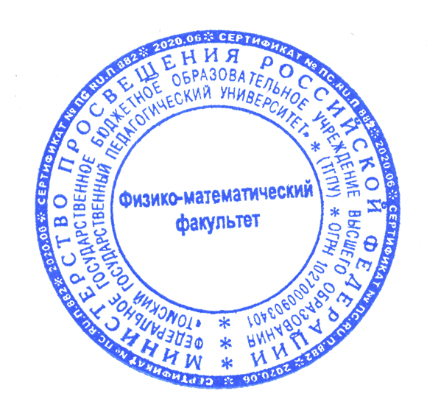 СЕРТИФИКАТ № ПС.RU.П.882 ※ 2020.06 ※ СЕРТИФИКАТ № ПС.RU.П.882 ※ 2020.06 ※ СЕРТИФИКАТ № ПС.RU.П.882 ※ 2020.06 ※ СЕРТИФИКАТ № ПС.RU.П.882 ※ 2020.06 ※
МИНИСТЕРСТВО ПРОСВЕЩЕНИЯ РОССИЙСКОЙ ФЕДЕРАЦИИ *
ФЕДЕРАЛЬНОЕ ГОСУДАРСТВЕННОЕ БЮДЖЕТНОЕ ОБРАЗОВАТЕЛЬНОЕ УЧРЕЖДЕНИЕ ВЫСШЕГО ОБРАЗОВАНИЯ *
«ТОМСКИЙ ГОСУДАРСТВЕННЫЙ ПЕДАГОГИЧЕСКИЙ УНИВЕРСИТЕТ» * (ТГПУ) * ОГРН 1027000903401 *
Физико-математический
факультет